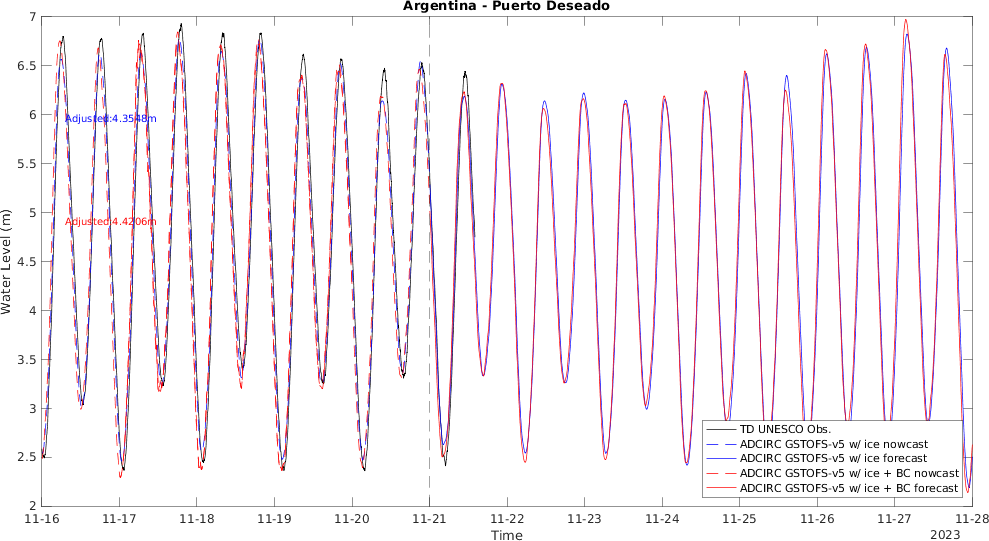 Argentina - Puerto Deseado
7
6.5
6
5.5
5
4.5
4
3.5
3
2.5
2
Water Level (m)
Adjusted:4.3548m
Adjusted:4.4206m
TD UNESCO Obs.
ADCIRC GSTOFS-v5 w/ ice nowcast
ADCIRC GSTOFS-v5 w/ ice forecast
ADCIRC GSTOFS-v5 w/ ice + BC nowcast
ADCIRC GSTOFS-v5 w/ ice + BC forecast
11-16 11-17 11-18 11-19 11-20 11-21 11-22 11-23 11-24 11-25 11-26 11-27 11-28
Time
2023